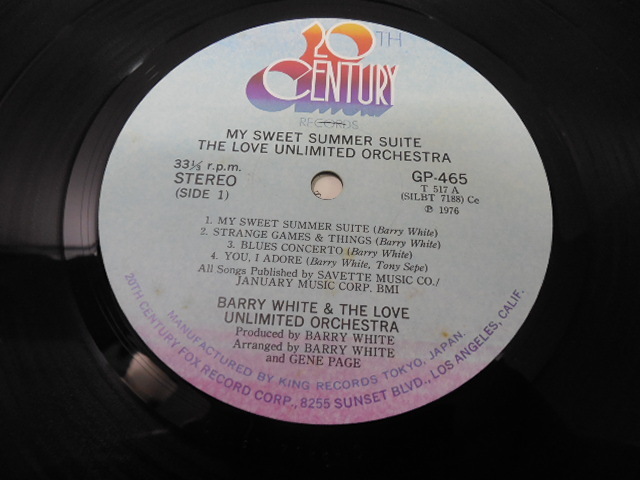 20TH
CENTURY
RECORDS
MY SWEET SUMMER SUITE
THE LOVE UNLIMITED ORCHESTRA
33⅓ r.p.m.
STEREO
(SIDE 1)
GP-465
T 517 A
(SILBT 7188) Ce
℗ 1976
1. MY SWEET SUMMER SUITE (Barry White)
2. STRANGE GAMES & THINGS (Barry White)
3. BLUES CONCERTO (Barry White)
4. YOU, I ADORE (Barry White, Tony Sepe)
All Songs Published by SAVETTE MUSIC CO./
JANUARY MUSIC CORP. BMI
BARRY WHITE & THE LOVE
UNLIMITED ORCHESTRA
Produced by BARRY WHITE
Arranged by BARRY WHITE
and GENE PAGE
MANUFACTURED BY KING RECORDS TOKYO, JAPAN.
20TH CENTURY FOX RECORD CORP., 8255 SUNSET BLVD., LOS ANGELES, CALIF.